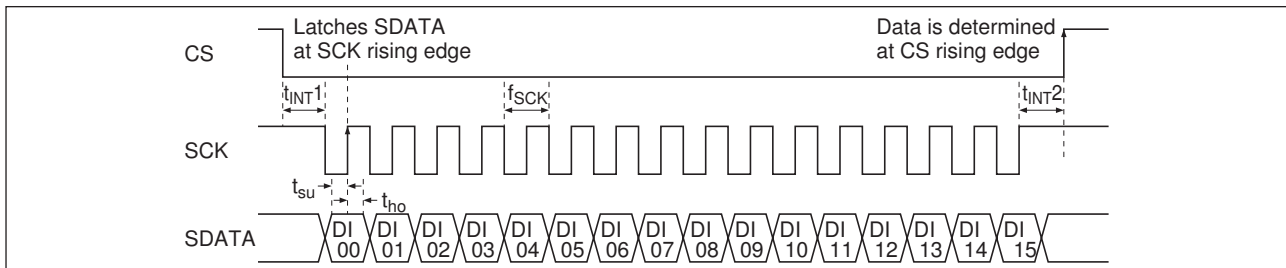 Latches SDATA
at SCK rising edge
Data is determined
at CS rising edge
CS
tINT1
fSCK
tINT2
SCK
tsu
tho
SDATA
DI 00
DI 01
DI 02
DI 03
DI 04
DI 05
DI 06
DI 07
DI 08
DI 09
DI 10
DI 11
DI 12
DI 13
DI 14
DI 15